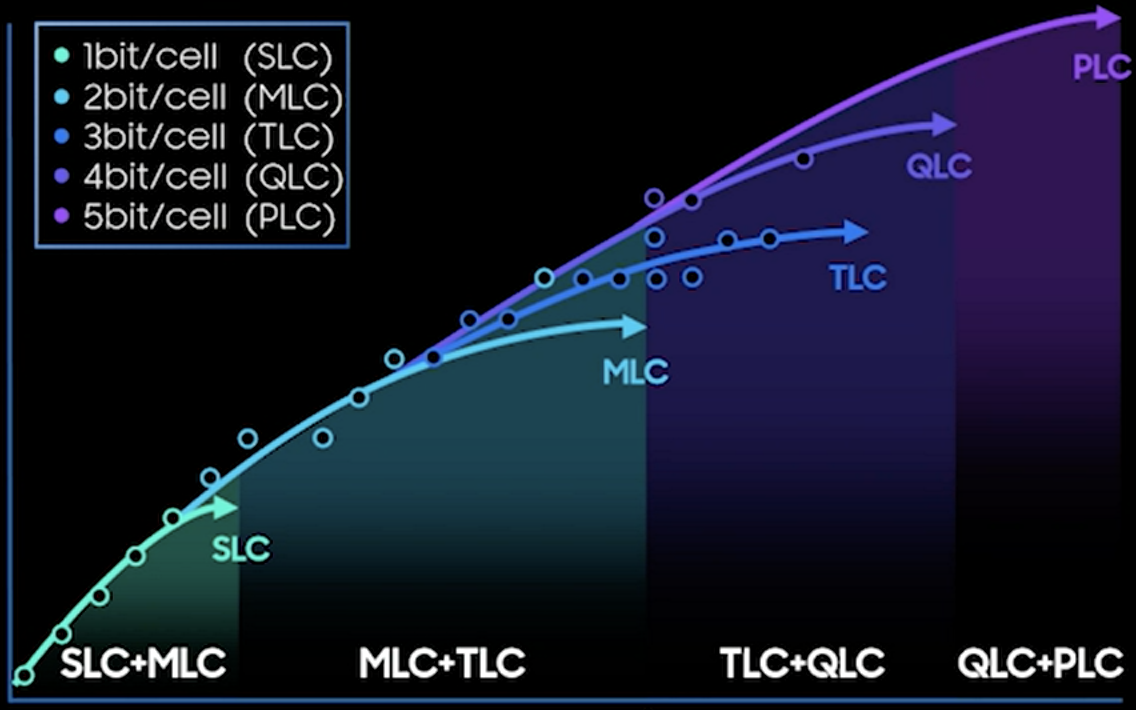 1bit/cell (SLC)
2bit/cell (MLC)
3bit/cell (TLC)
4bit/cell (QLC)
5bit/cell (PLC)
PLC
QLC
TLC
MLC
SLC
SLC+MLC MLC+TLC TLC+QLC QLC+PLC